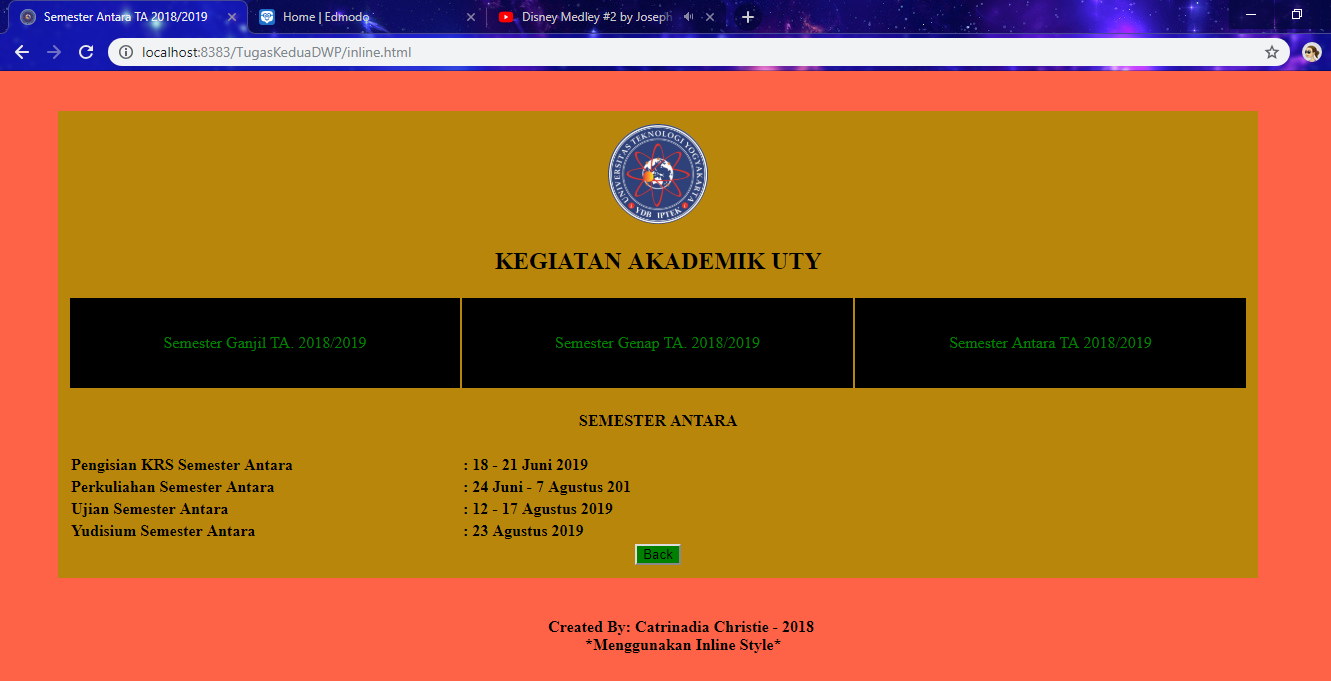 Semester Antara TA 2018/2019
Home | Edmodo
Disney Medley #2 by Joseph
localhost:8383/TugasKeduaDWP/inline.html
UNIVERSITAS TEKNOLOGI YOGYAKARTA
YDB IPTEK
KEGIATAN AKADEMIK UTY
Semester Ganjil TA. 2018/2019
Semester Genap TA. 2018/2019
Semester Antara TA 2018/2019
SEMESTER ANTARA
Pengisian KRS Semester Antara : 18 - 21 Juni 2019
Perkuliahan Semester Antara : 24 Juni - 7 Agustus 201
Ujian Semester Antara : 12 - 17 Agustus 2019
Yudisium Semester Antara : 23 Agustus 2019
Back
Created By: Catrinadia Christie - 2018
*Menggunakan Inline Style*